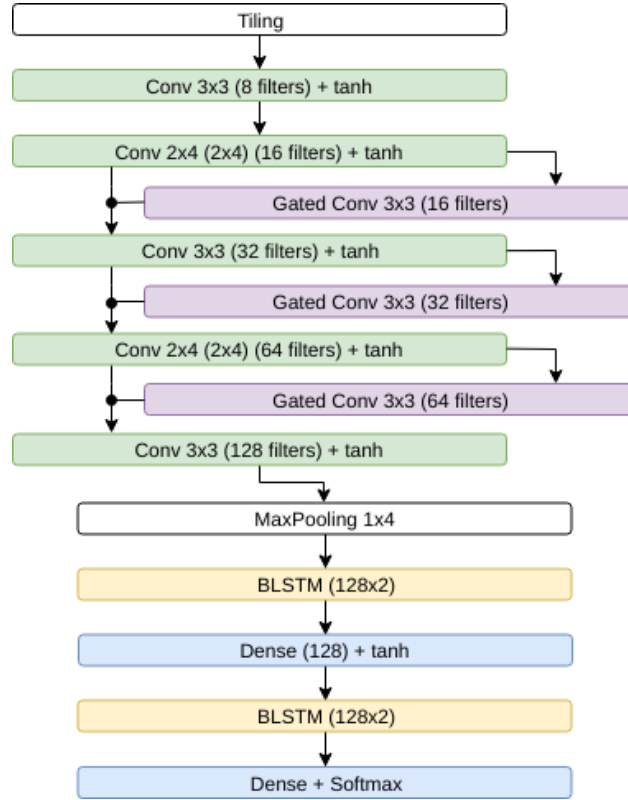 Tiling
Conv 3x3 (8 filters) + tanh
Conv 2x4 (2x4) (16 filters) + tanh
Gated Conv 3x3 (16 filters)
Conv 3x3 (32 filters) + tanh
Gated Conv 3x3 (32 filters)
Conv 2x4 (2x4) (64 filters) + tanh
Gated Conv 3x3 (64 filters)
Conv 3x3 (128 filters) + tanh
MaxPooling 1x4
BLSTM (128x2)
Dense (128) + tanh
BLSTM (128x2)
Dense + Softmax